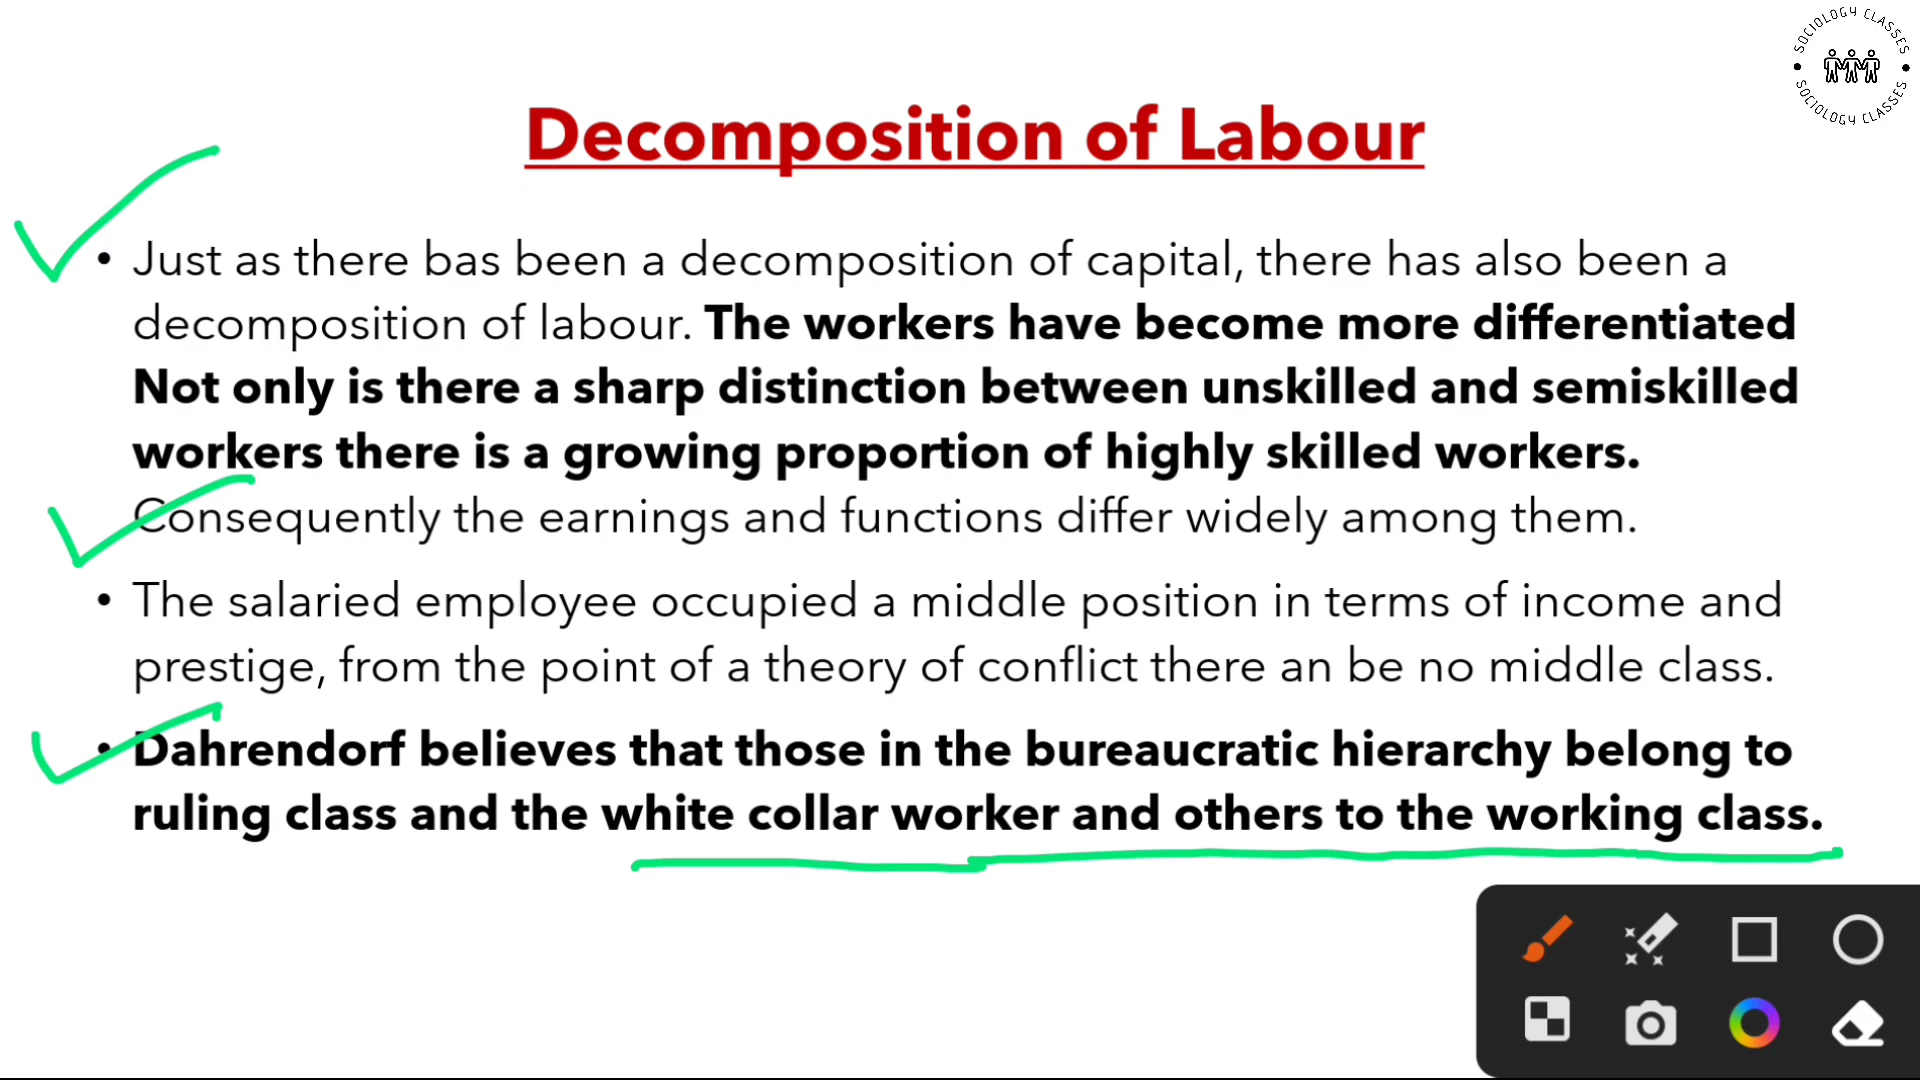 SOCIOLOGY CLASSES
SOCIOLOGY CLASSES
Decomposition of Labour
• Just as there bas been a decomposition of capital, there has also been a
decomposition of labour. The workers have become more differentiated
Not only is there a sharp distinction between unskilled and semiskilled
workers there is a growing proportion of highly skilled workers.
Consequently the earnings and functions differ widely among them.
• The salaried employee occupied a middle position in terms of income and
prestige, from the point of a theory of conflict there an be no middle class.
• Dahrendorf believes that those in the bureaucratic hierarchy belong to
ruling class and the white collar worker and others to the working class.